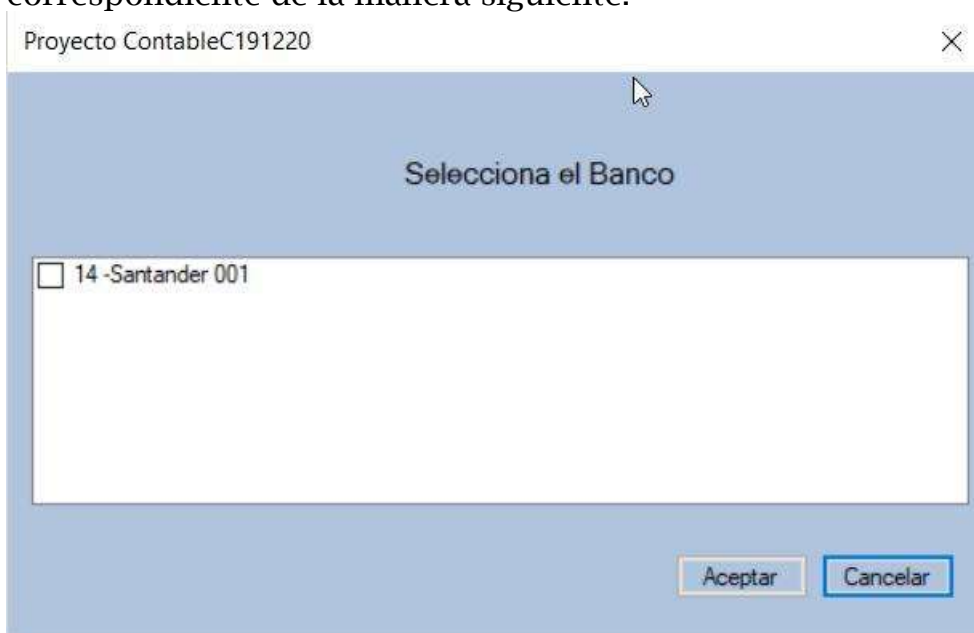 correspondiente de la manera siguiente:
Proyecto ContableC191220
Selecciona el Banco
14 -Santander 001
Aceptar
Cancelar